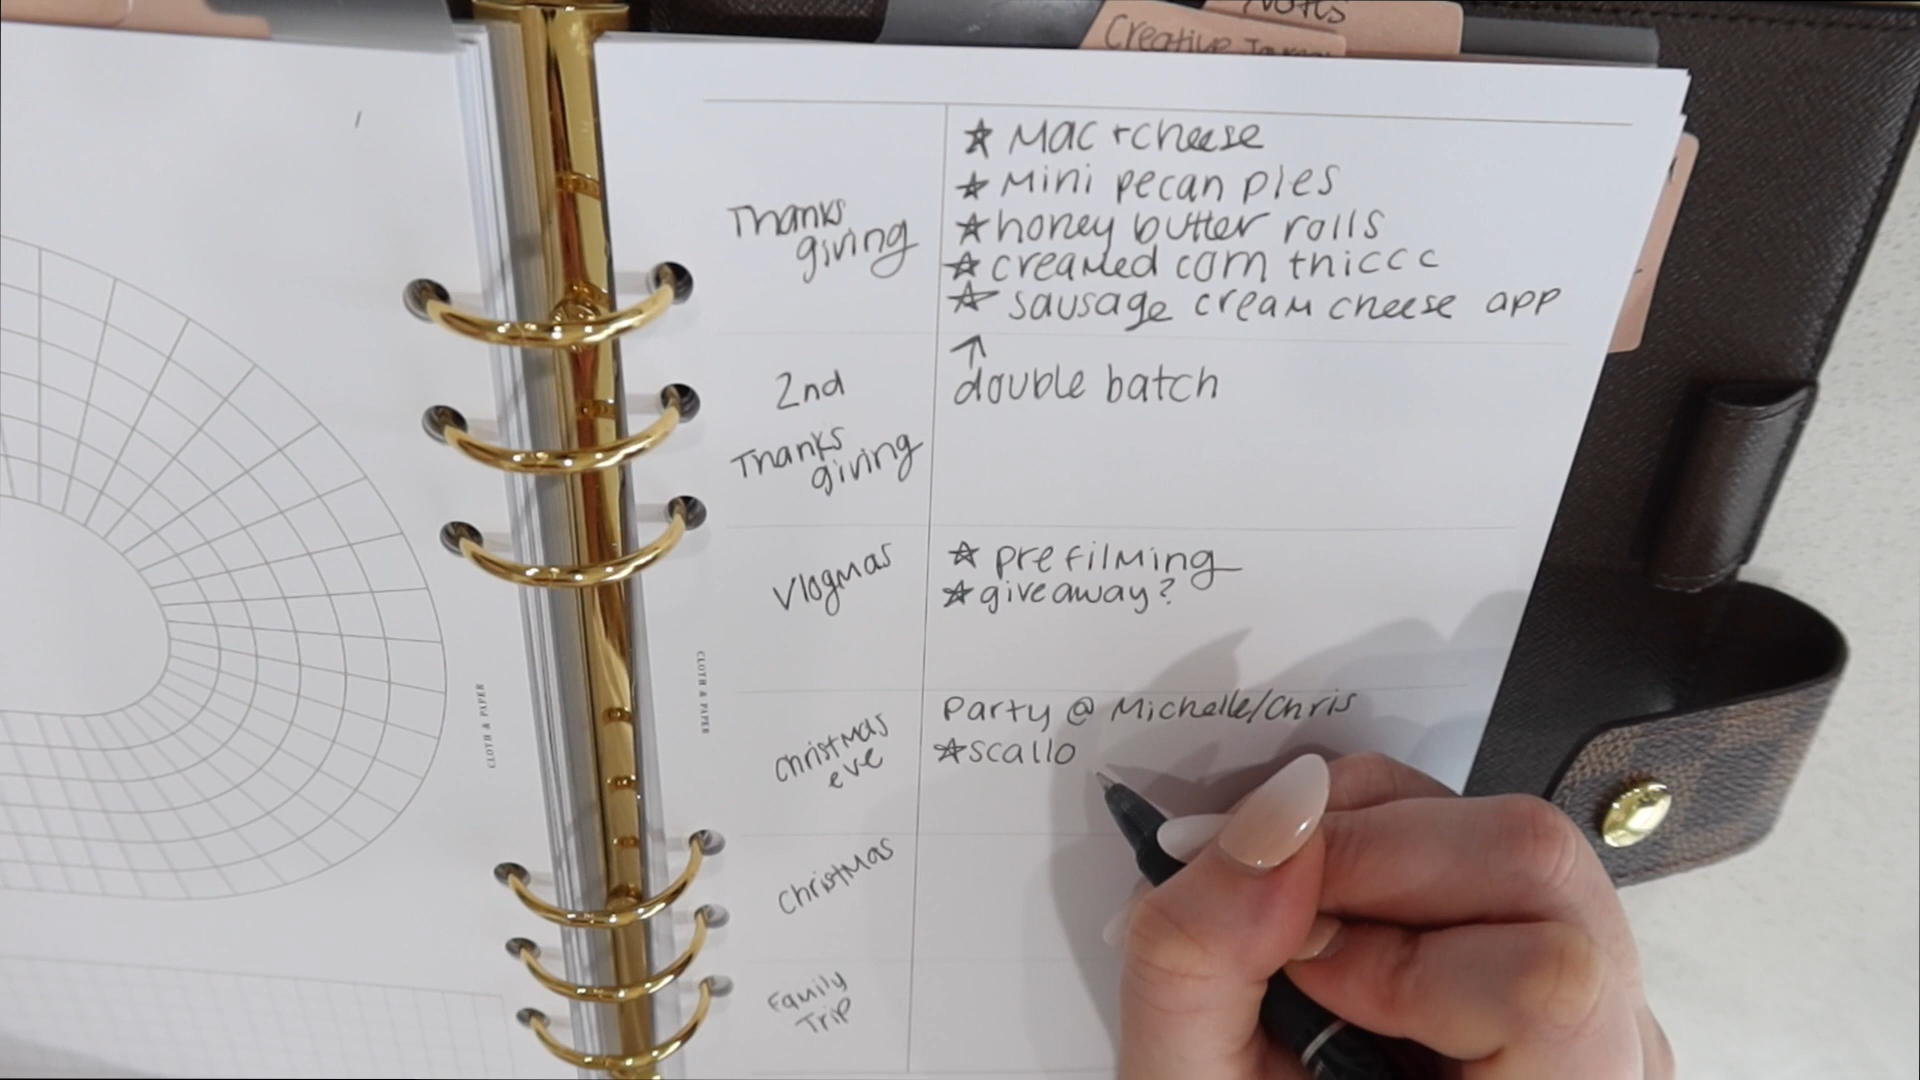 Notes
Creative Journal
CLOTH & PAPER
CLOTH & PAPER
Thanks
giving
☆ Mac + cheese
☆ Mini pecan pies
☆ honey butter rolls
☆ creamed corn thiccc
☆ sausage cream cheese app
2nd
Thanks
giving
↑
double batch
Vlogmas
☆ prefilming
☆ giveaway?
Christmas
eve
Party @ Michelle/Chris
☆ scallo
Christmas
Family
Trip